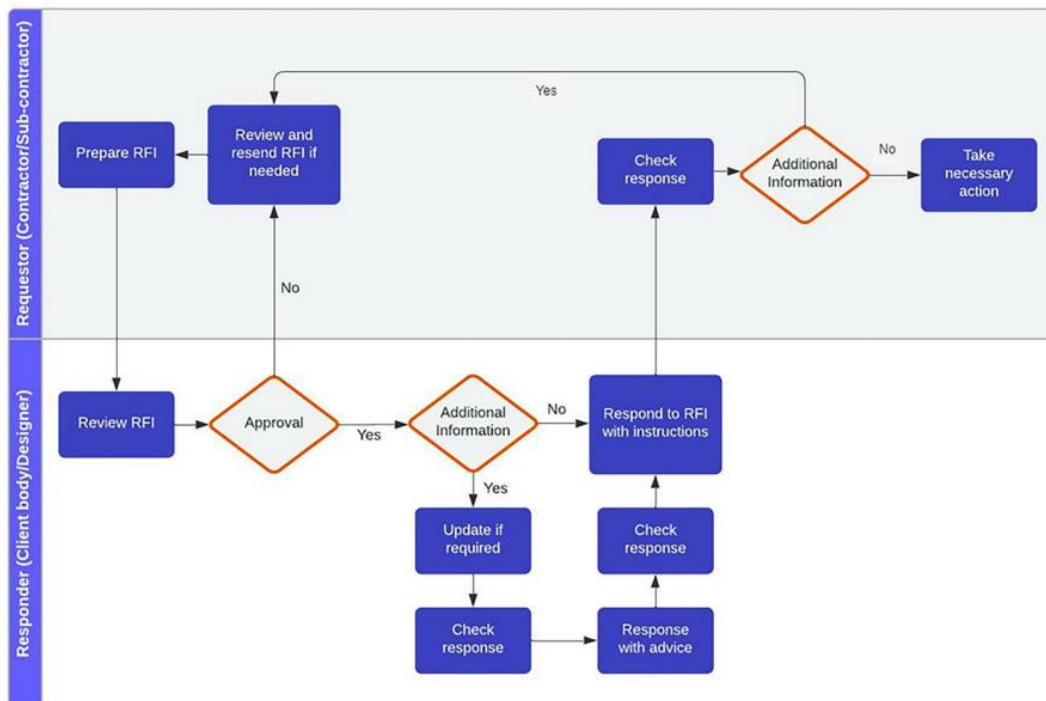 Requestor (Contractor/Sub-contractor)
Yes
Prepare RFI
Review and
resend RFI if
needed
Check
response
Additional
Information
No
Take
necessary
action
No
Responder (Client body/Designer)
Review RFI
Approval
Yes
Additional
Information
No
Respond to RFI
with instructions
Yes
Update if
required
Check
response
Check
response
Response
with advice